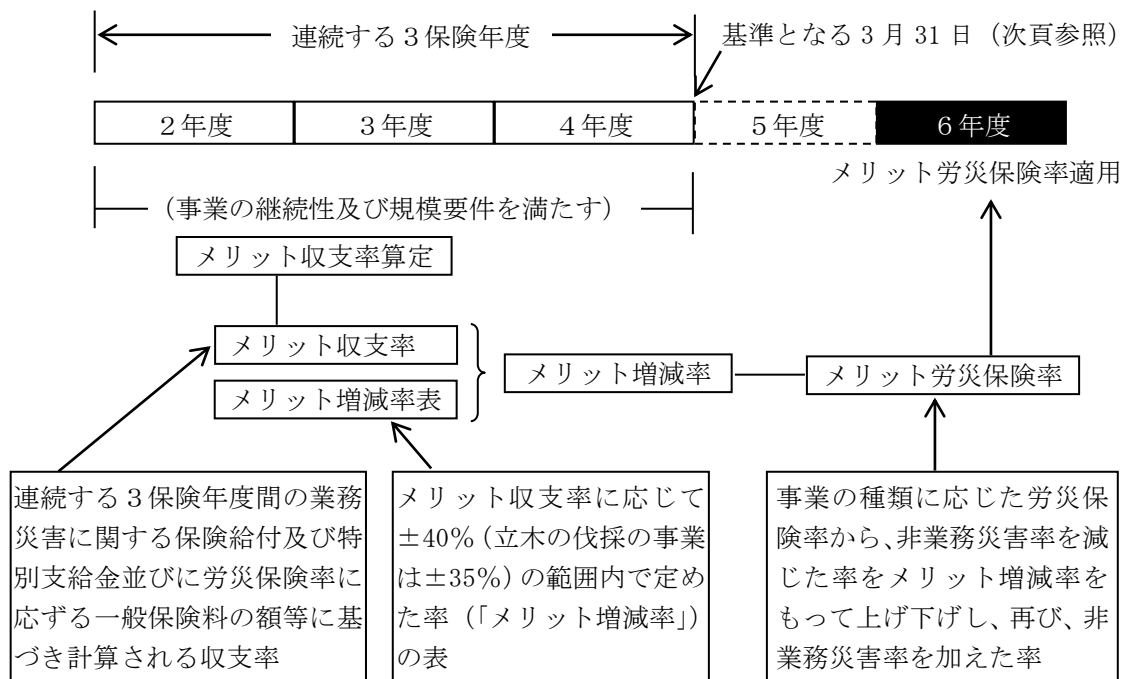 連続する３保険年度
基準となる３月 31 日（次頁参照）
２年度
３年度
４年度
５年度
６年度
メリット労災保険率適用
（事業の継続性及び規模要件を満たす）
メリット収支率算定
メリット収支率
メリット増減率表
メリット増減率
メリット労災保険率
連続する３保険年度間の業務
災害に関する保険給付及び特
別支給金並びに労災保険率に
応ずる一般保険料の額等に基
づき計算される収支率
メリット収支率に応じて
±40％（立木の伐採の事業
は±35％）の範囲内で定め
た率（「メリット増減率」）
の表
事業の種類に応じた労災保
険率から、非業務災害率を減
じた率をメリット増減率を
もって上げ下げし、再び、非
業務災害率を加えた率